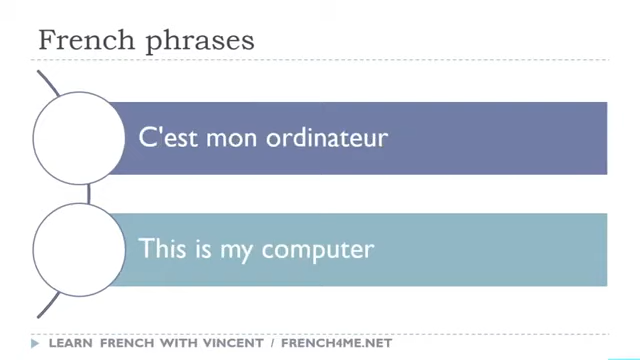 French phrases
C'est mon ordinateur
This is my computer
LEARN FRENCH WITH VINCENT / FRENCH4ME.NET